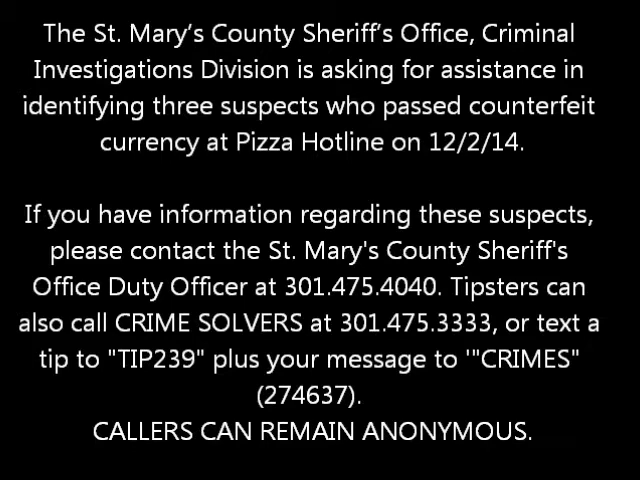 The St. Mary’s County Sheriff’s Office, Criminal
Investigations Division is asking for assistance in
identifying three suspects who passed counterfeit
currency at Pizza Hotline on 12/2/14.
If you have information regarding these suspects,
please contact the St. Mary's County Sheriff's
Office Duty Officer at 301.475.4040. Tipsters can
also call CRIME SOLVERS at 301.475.3333, or text a
tip to "TIP239" plus your message to '"CRIMES"
(274637).
CALLERS CAN REMAIN ANONYMOUS.